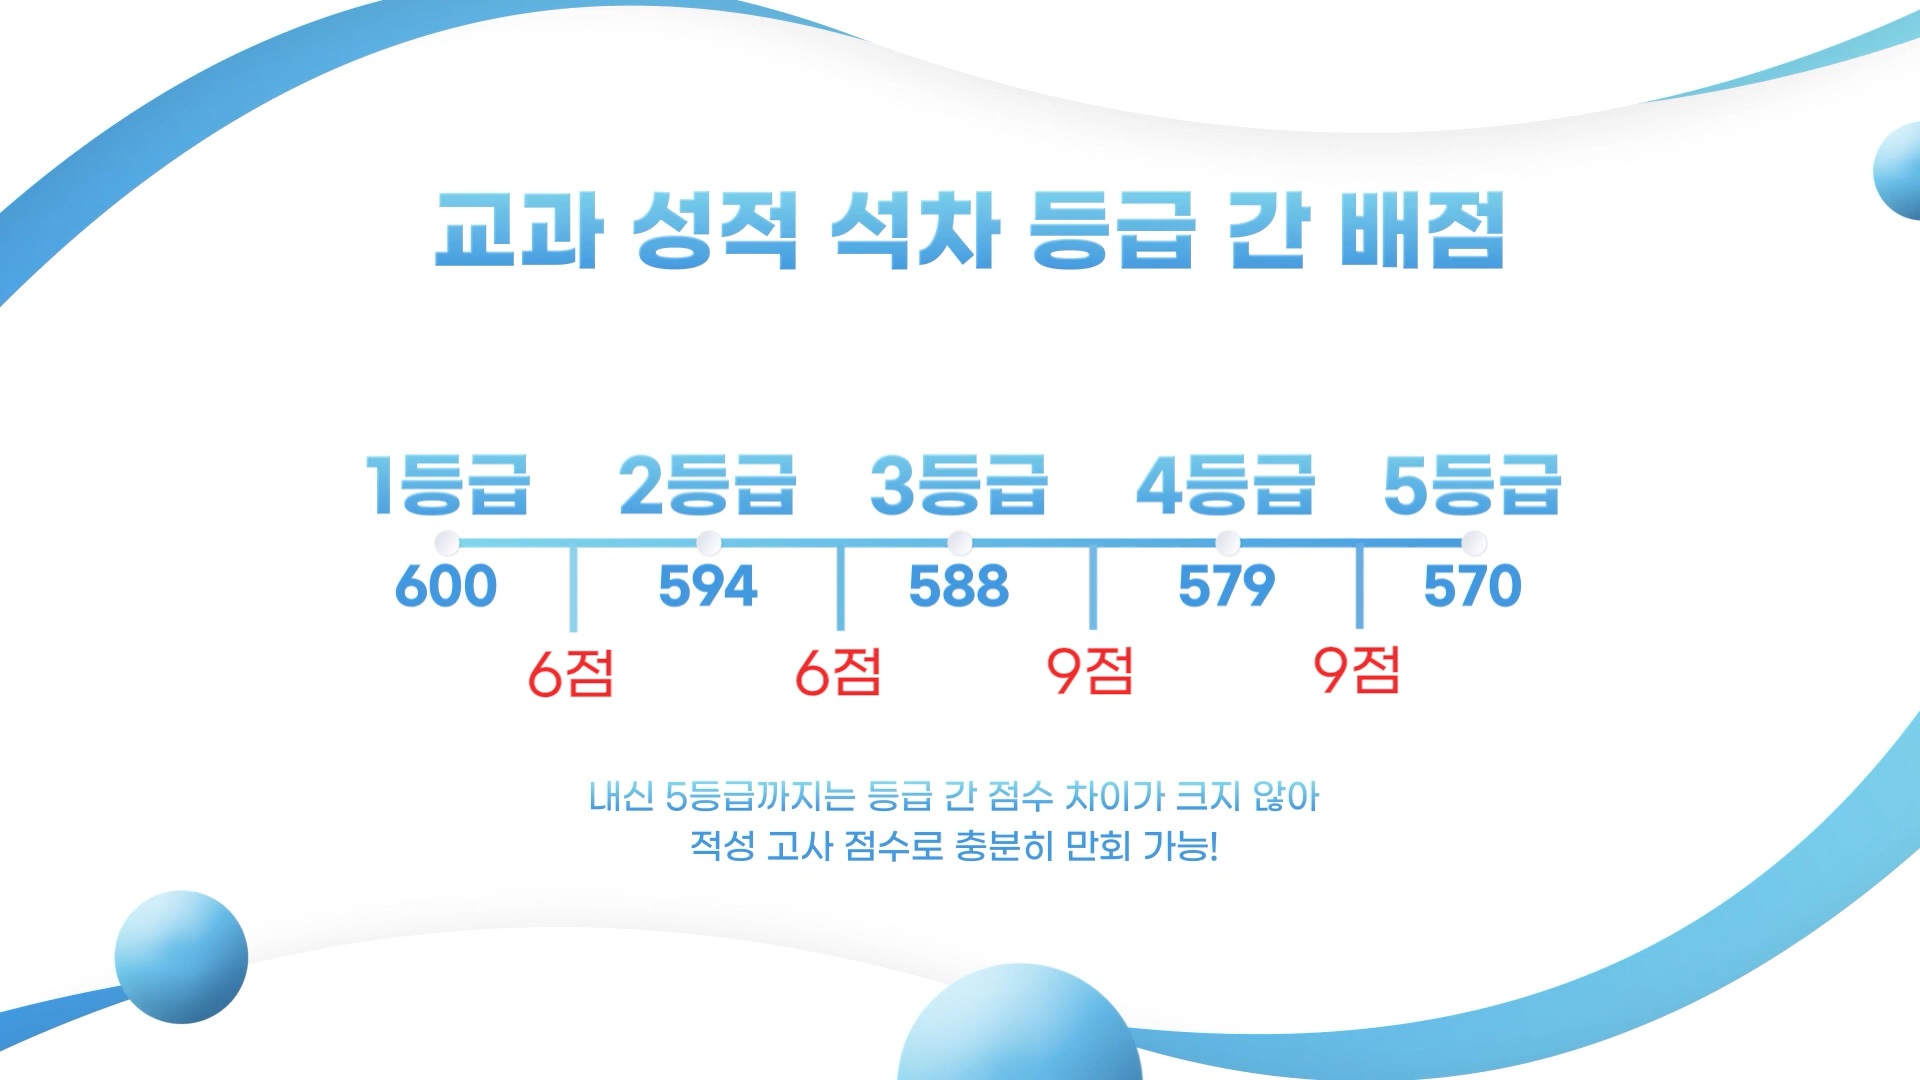 교과 성적 석차 등급 간 배점
1등급 2등급 3등급 4등급 5등급
600 594 588 579 570
6점 6점 9점 9점
내신 5등급까지는 등급 간 점수 차이가 크지 않아
적성 고사 점수로 충분히 만회 가능!